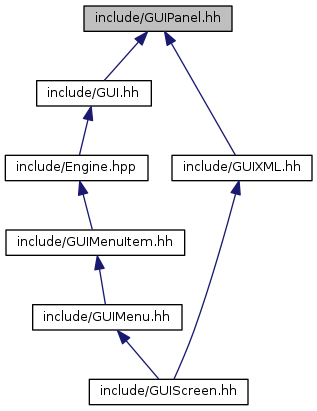 include/GUIPanel.hh
include/GUI.hh
include/Engine.hpp
include/GUIXML.hh
include/GUIMenuItem.hh
include/GUIMenu.hh
include/GUIScreen.hh